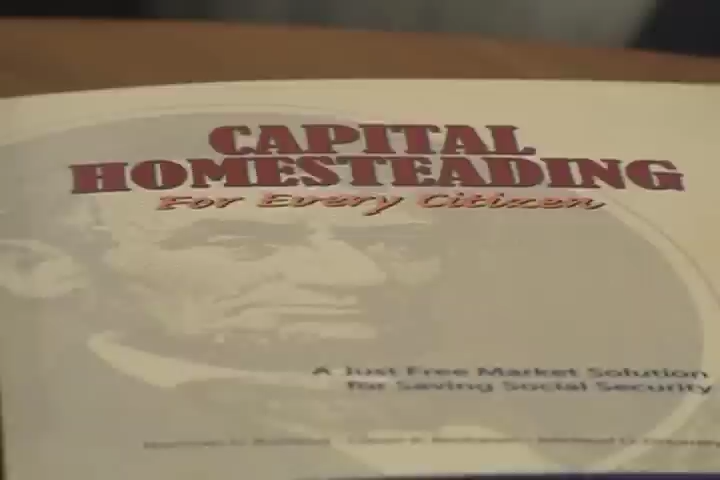 CAPITAL
HOMESTEADING
For Every Citizen
A Just Free Market Solution
for Saving Social Security